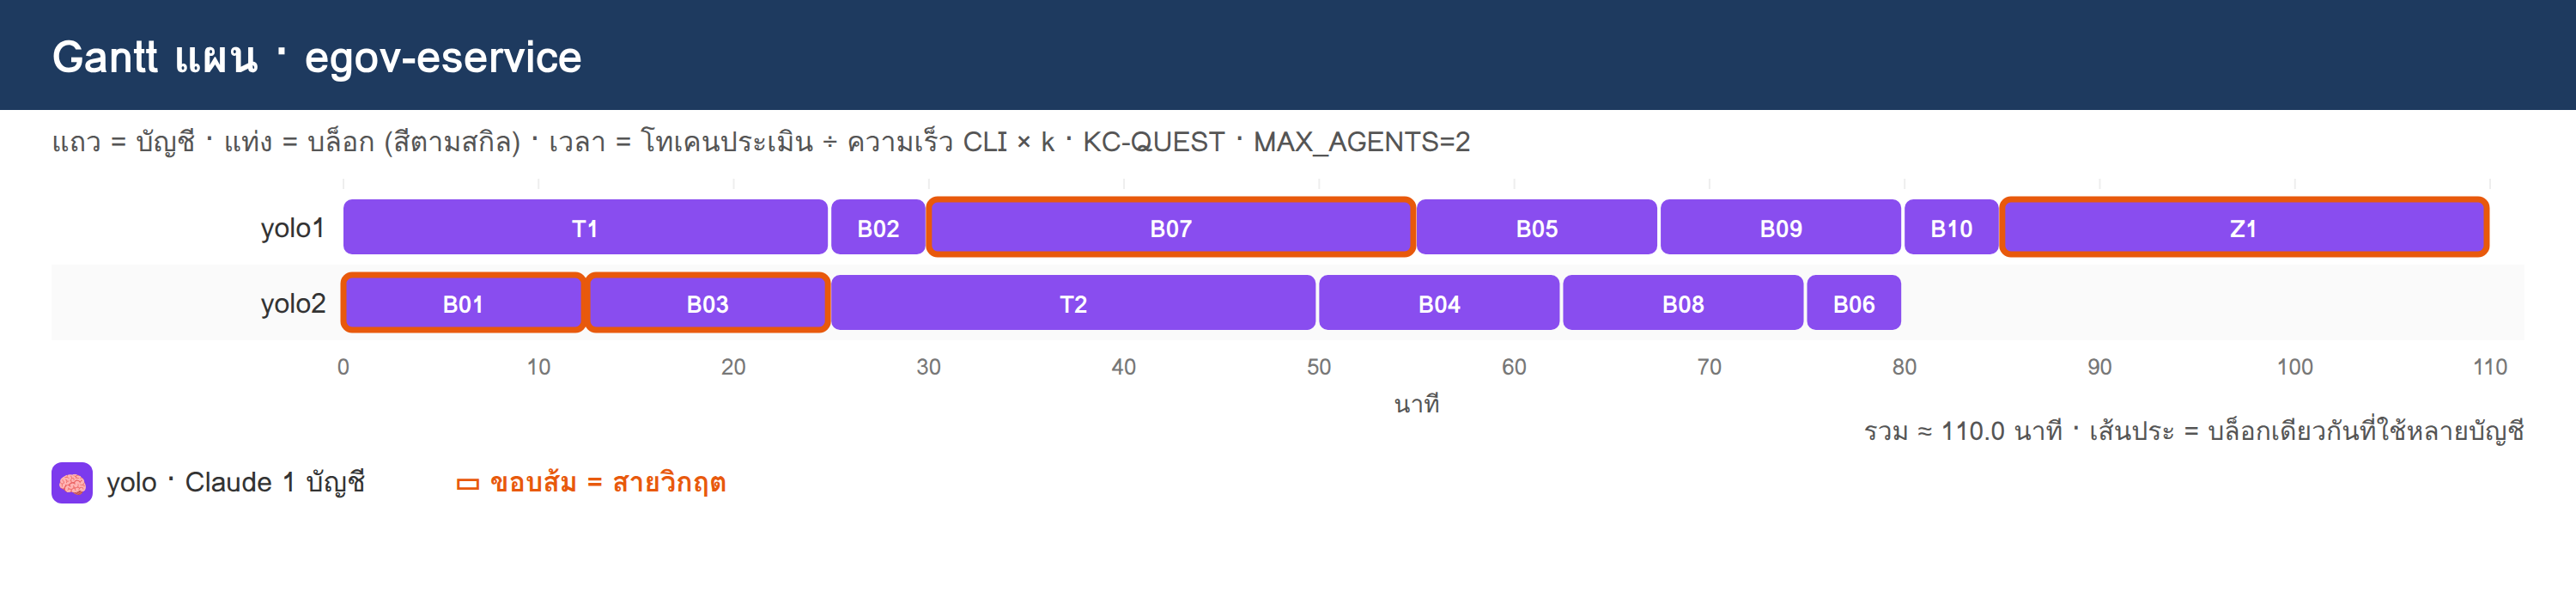 Gantt แผน · egov-eservice
แถว = บัญชี · แท่ง = บล็อก (สีตามสกิล) · เวลา = โทเคนประเมิน ÷ ความเร็ว CLI × k · KC-QUEST · MAX_AGENTS=2
yolo1 T1 B02 B07 B05 B09 B10 Z1
yolo2 B01 B03 T2 B04 B08 B06
0 10 20 30 40 50 60 70 80 90 100 110
นาที
รวม ≈ 110.0 นาที · เส้นประ = บล็อกเดียวกันที่ใช้หลายบัญชี
yolo · Claude 1 บัญชี ▭ ขอบส้ม = สายวิกฤต